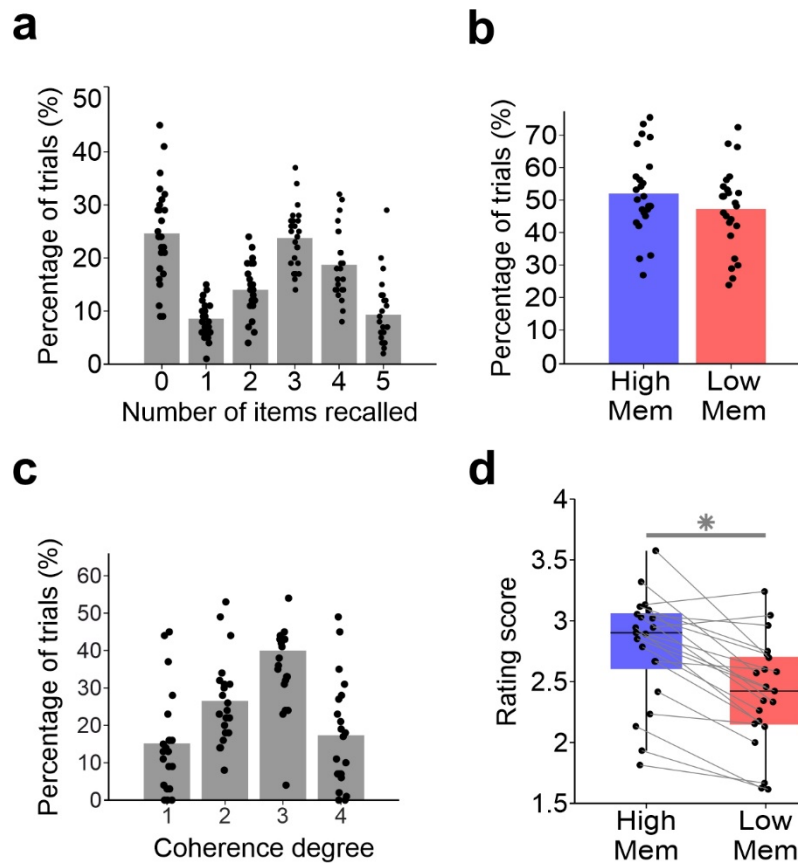 a
Percentage of trials (%)
50
40
30
20
10
0
0 1 2 3 4 5
Number of items recalled
b
Percentage of trials (%)
70
60
50
40
30
20
10
0
High Mem
Low Mem
c
Percentage of trials (%)
60
50
40
30
20
10
0
1 2 3 4
Coherence degree
d
Rating score
4
3.5
3
2.5
2
1.5
*
High Mem
Low Mem